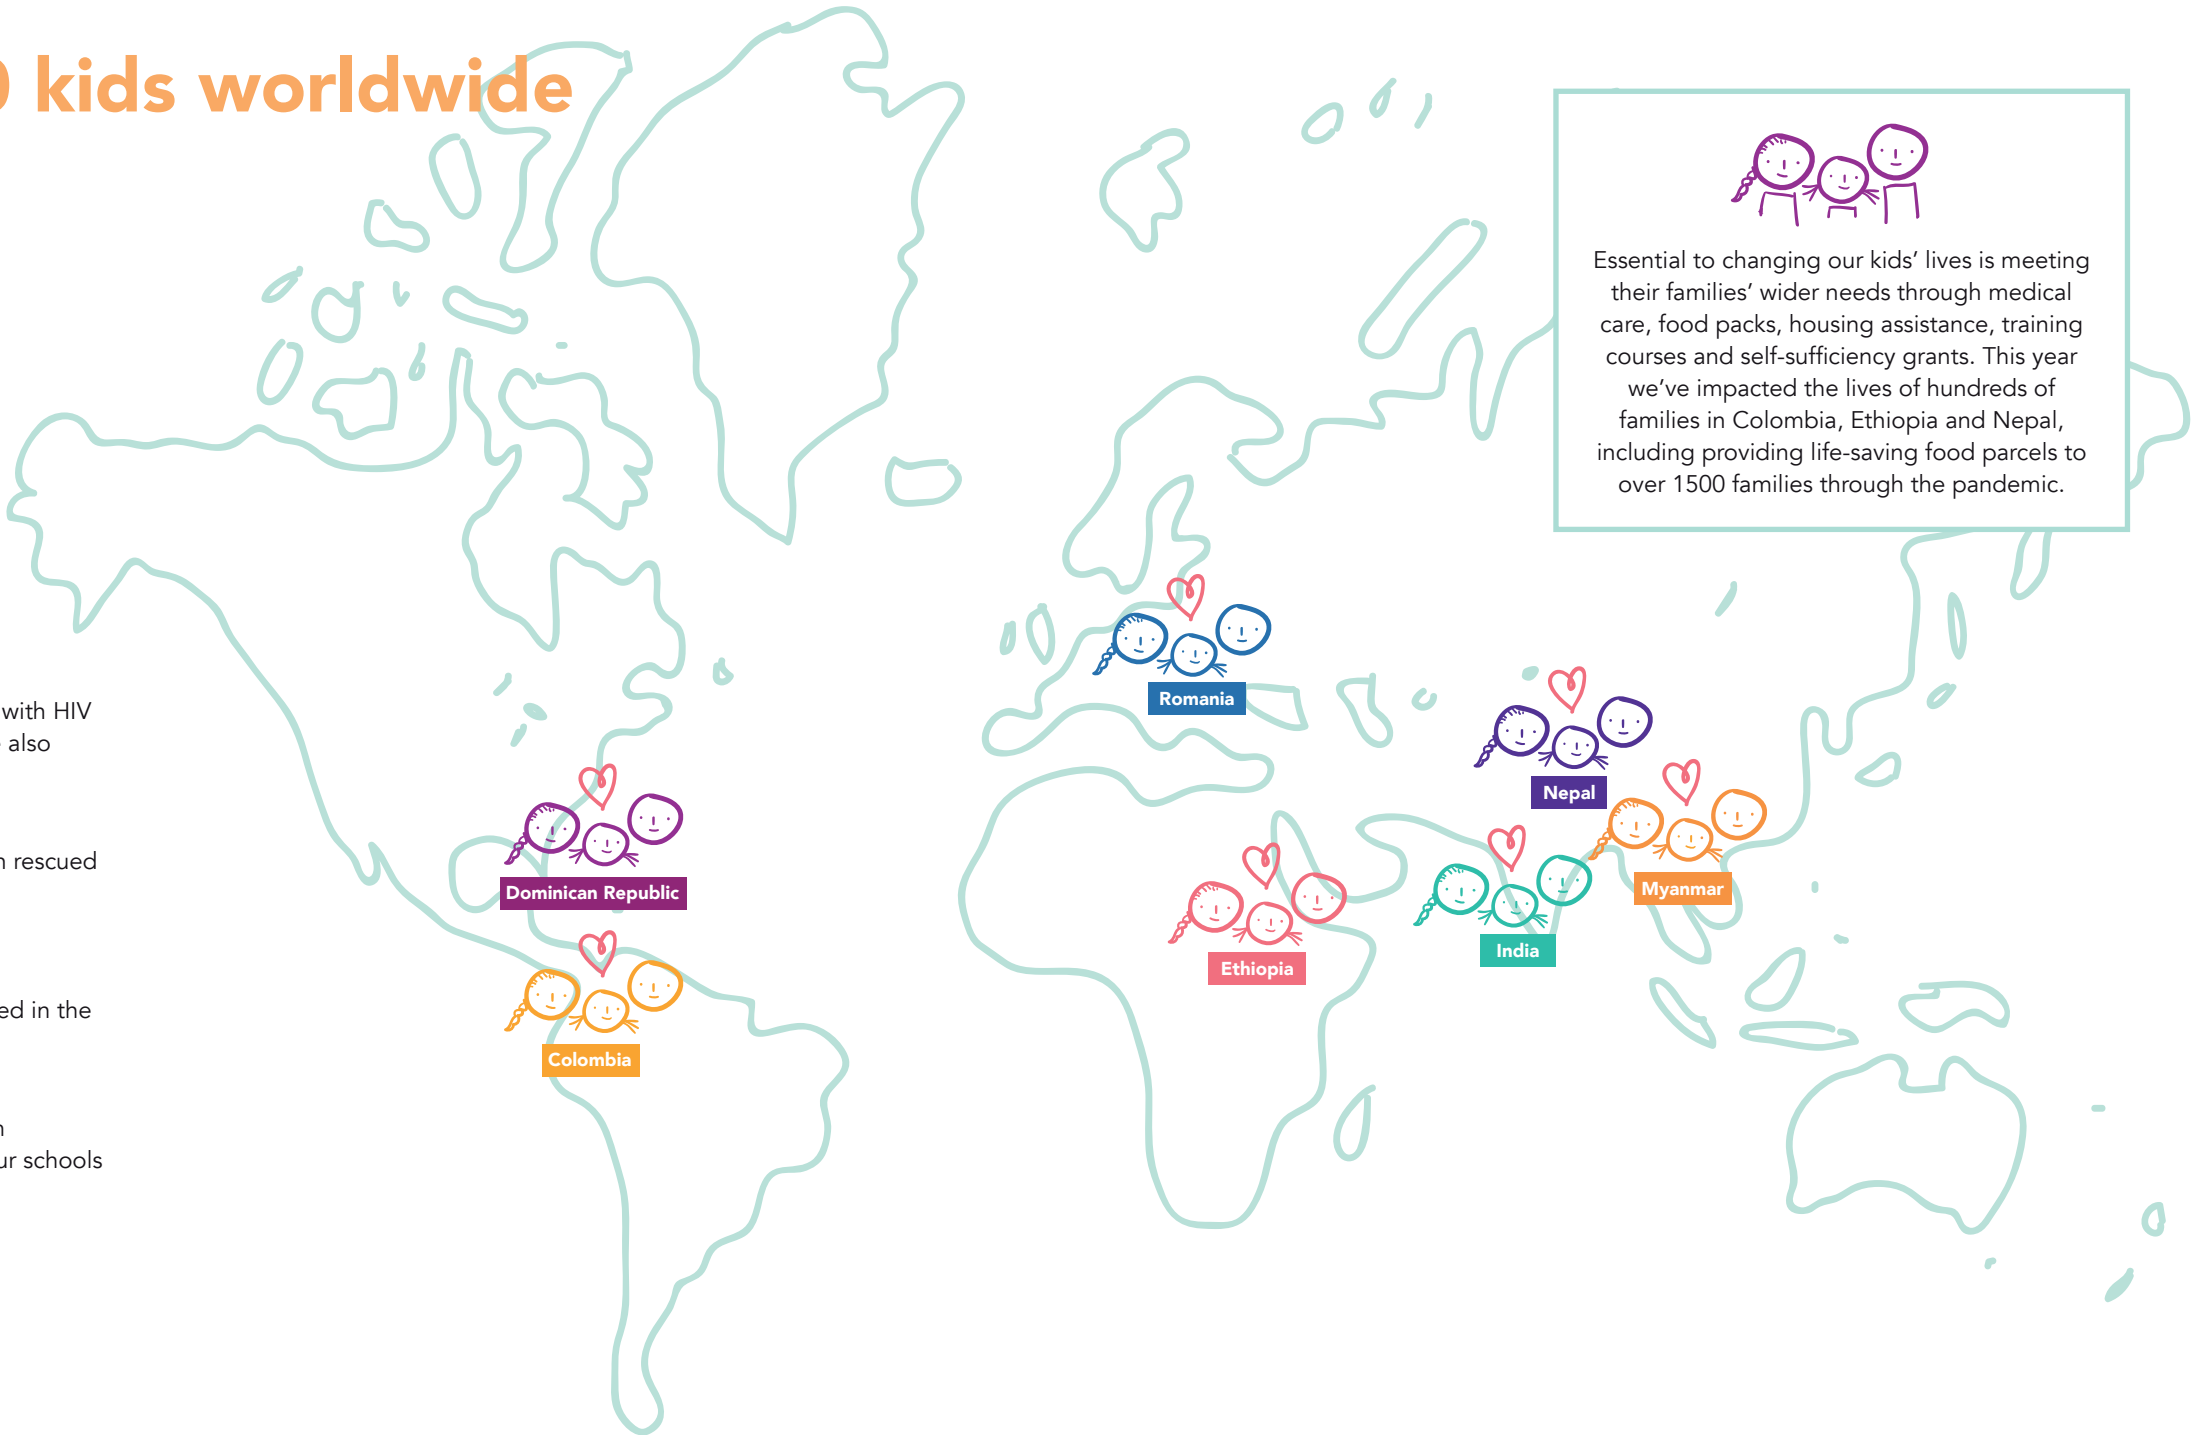 0 kids worldwide
Essential to changing our kids’ lives is meeting
their families’ wider needs through medical
care, food packs, housing assistance, training
courses and self-sufficiency grants. This year
we’ve impacted the lives of hundreds of
families in Colombia, Ethiopia and Nepal,
including providing life-saving food parcels to
over 1500 families through the pandemic.
with HIV
also
rescued
ed in the
ur schools
Romania
Nepal
Dominican Republic
Myanmar
India
Ethiopia
Colombia